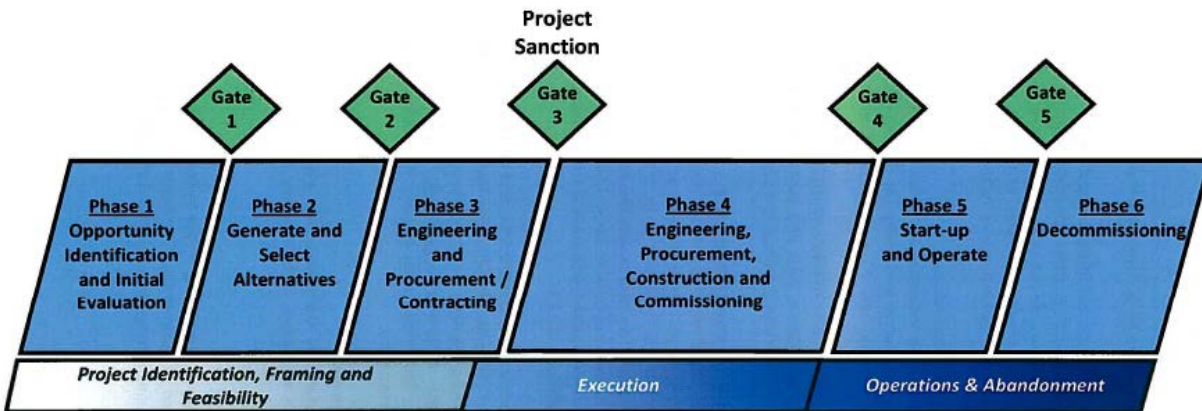 Project
Sanction
Gate
1
Gate
2
Gate
3
Gate
4
Gate
5
Phase 1
Opportunity
Identification
and Initial
Evaluation
Phase 2
Generate and
Select
Alternatives
Phase 3
Engineering
and
Procurement /
Contracting
Phase 4
Engineering,
Procurement,
Construction and
Commissioning
Phase 5
Start-up
and Operate
Phase 6
Decommissioning
Project Identification, Framing and
Feasibility
Execution
Operations & Abandonment